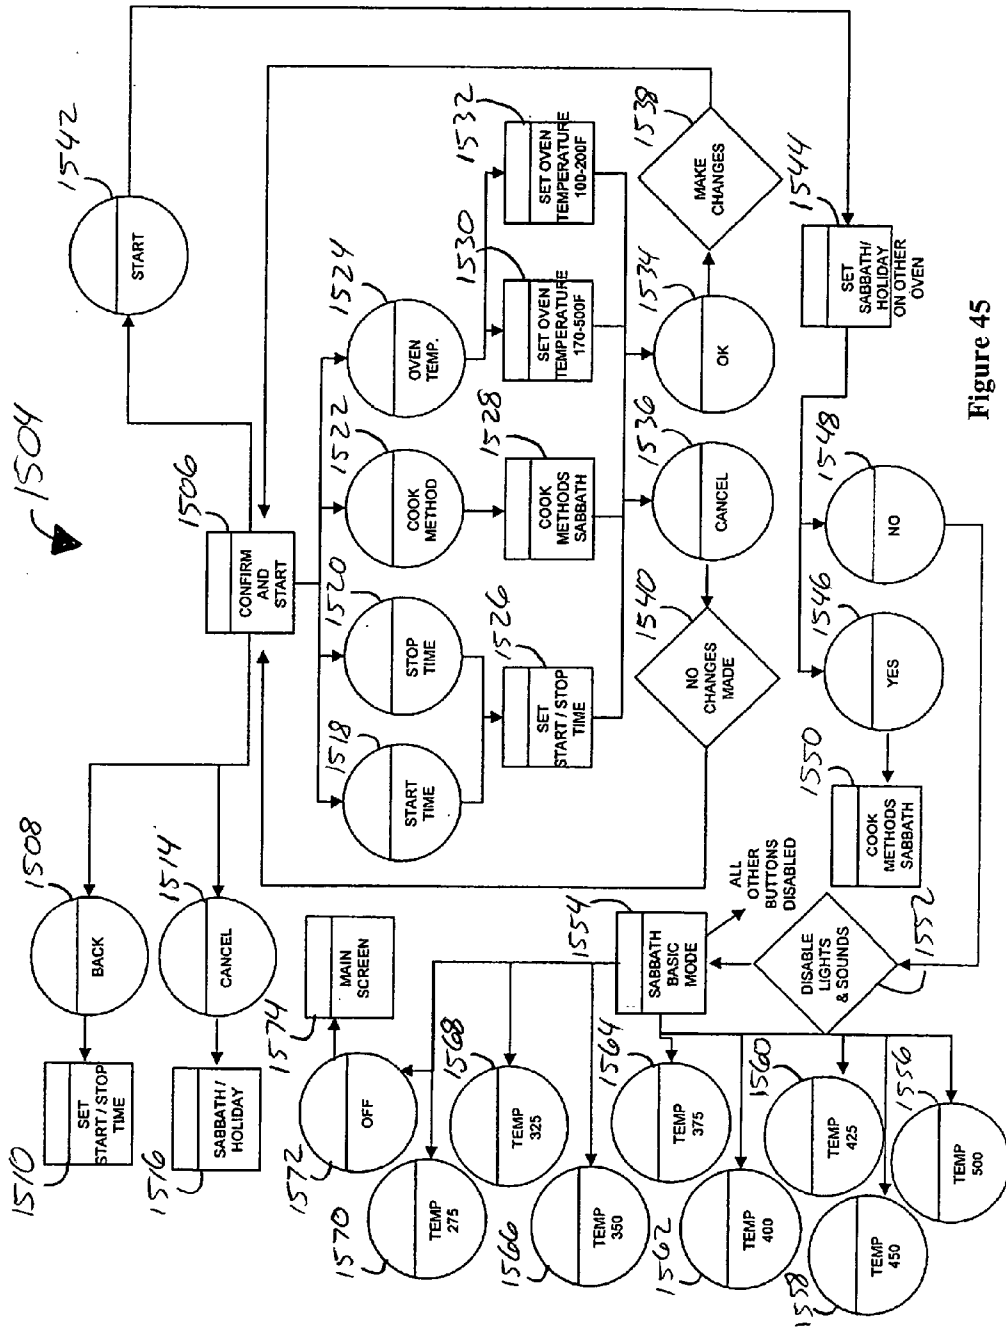 1504
1542
START
1506
CONFIRM
AND
START
1508
BACK
1510
SET
START / STOP
TIME
1514
CANCEL
1516
SABBATH /
HOLIDAY
1518
START
TIME
1520
STOP
TIME
1522
COOK
METHOD
1524
OVEN
TEMP.
1526
SET
START / STOP
TIME
1528
COOK
METHODS
SABBATH
1530
SET OVEN
TEMPERATURE
170-500F
1532
SET OVEN
TEMPERATURE
100-200F
1534
OK
1536
CANCEL
1538
MAKE
CHANGES
1540
NO
CHANGES
MADE
1544
SET
SABBATH/
HOLIDAY
ON OTHER
OVEN
1546
YES
1548
NO
1550
COOK
METHODS
SABBATH
1552
DISABLE
LIGHTS
& SOUNDS
1554
SABBATH
BASIC
MODE
ALL
OTHER
BUTTONS
DISABLED
1572
OFF
1574
MAIN
SCREEN
1570
TEMP
275
1568
TEMP
325
1566
TEMP
350
1564
TEMP
375
1562
TEMP
400
1560
TEMP
425
1558
TEMP
450
1556
TEMP
500
Figure 45